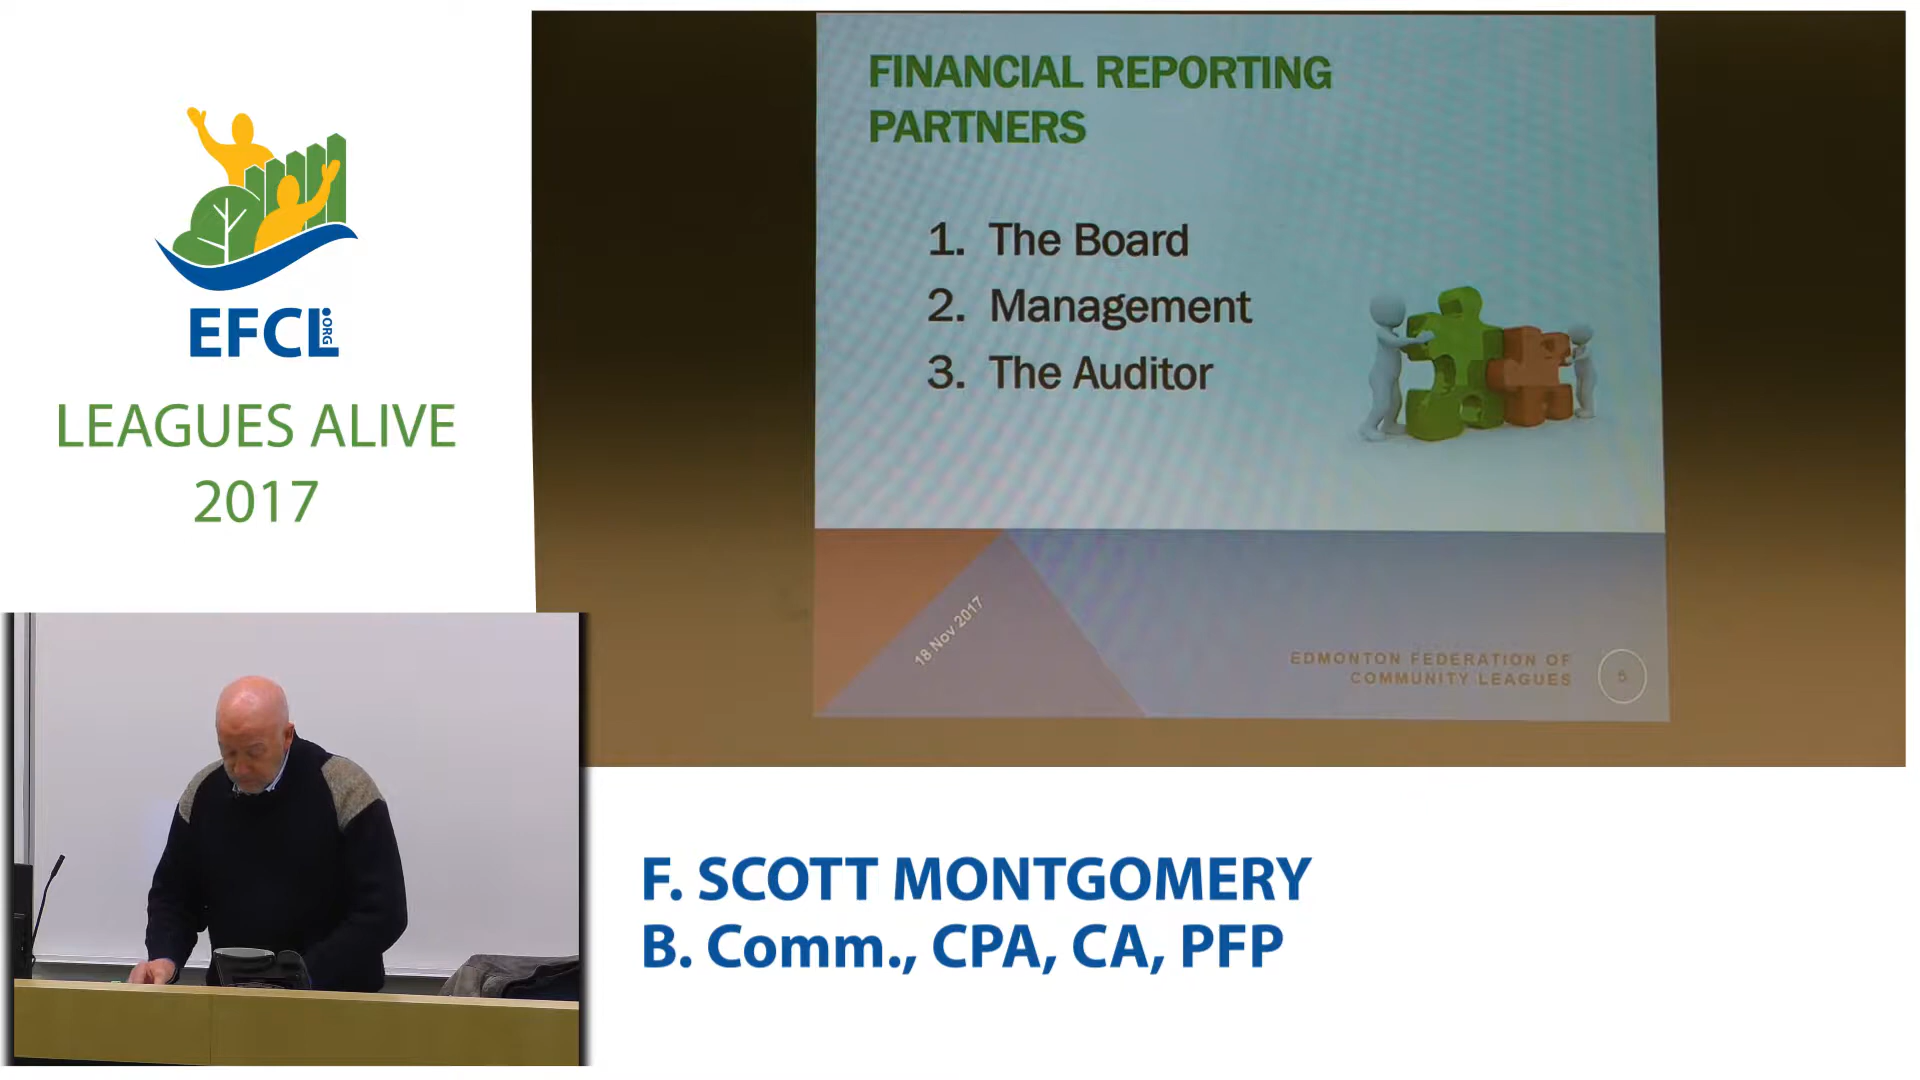 EFCL.ORG
LEAGUES ALIVE
2017
FINANCIAL REPORTING
PARTNERS
1. The Board
2. Management
3. The Auditor
18 Nov 2017
EDMONTON FEDERATION OF
COMMUNITY LEAGUES
F. SCOTT MONTGOMERY
B. Comm., CPA, CA, PFP